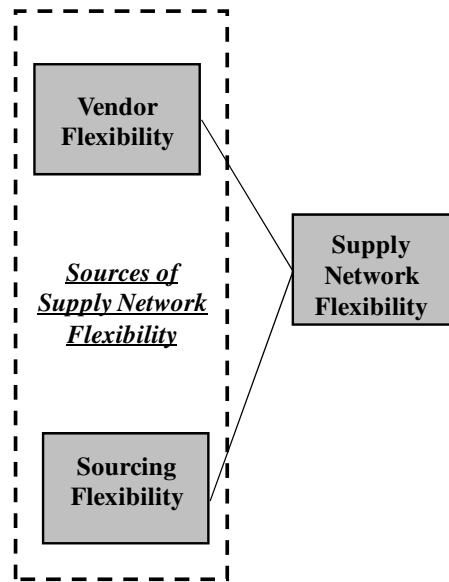 Vendor
Flexibility
Sources of
Supply Network
Flexibility
Supply
Network
Flexibility
Sourcing
Flexibility